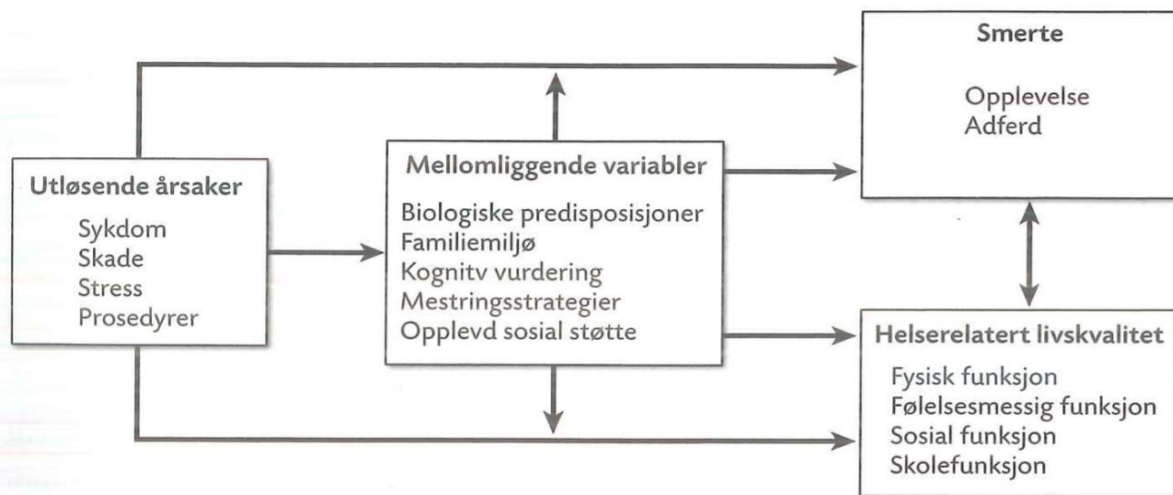 Utløsende årsaker
Sykdom
Skade
Stress
Prosedyrer
Mellomliggende variabler
Biologiske predisposisjoner
Familiemiljø
Kognitv vurdering
Mestringsstrategier
Opplevd sosial støtte
Smerte
Opplevelse
Adferd
Helserelatert livskvalitet
Fysisk funksjon
Følelsesmessig funksjon
Sosial funksjon
Skolefunksjon